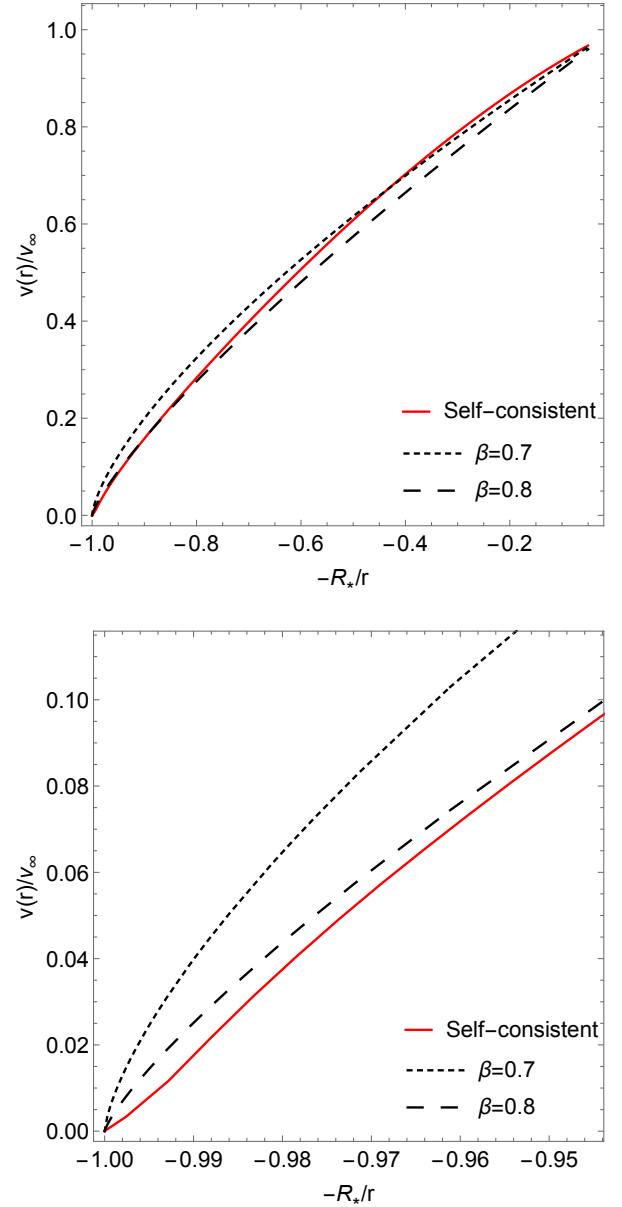 1.0
0.8
0.6
0.4
0.2
0.0
v(r)/v∞
−1.0 −0.8 −0.6 −0.4 −0.2
−R*/r
Self−consistent
β=0.7
β=0.8
0.10
0.08
0.06
0.04
0.02
0.00
v(r)/v∞
−1.00 −0.99 −0.98 −0.97 −0.96 −0.95
−R*/r
Self−consistent
β=0.7
β=0.8